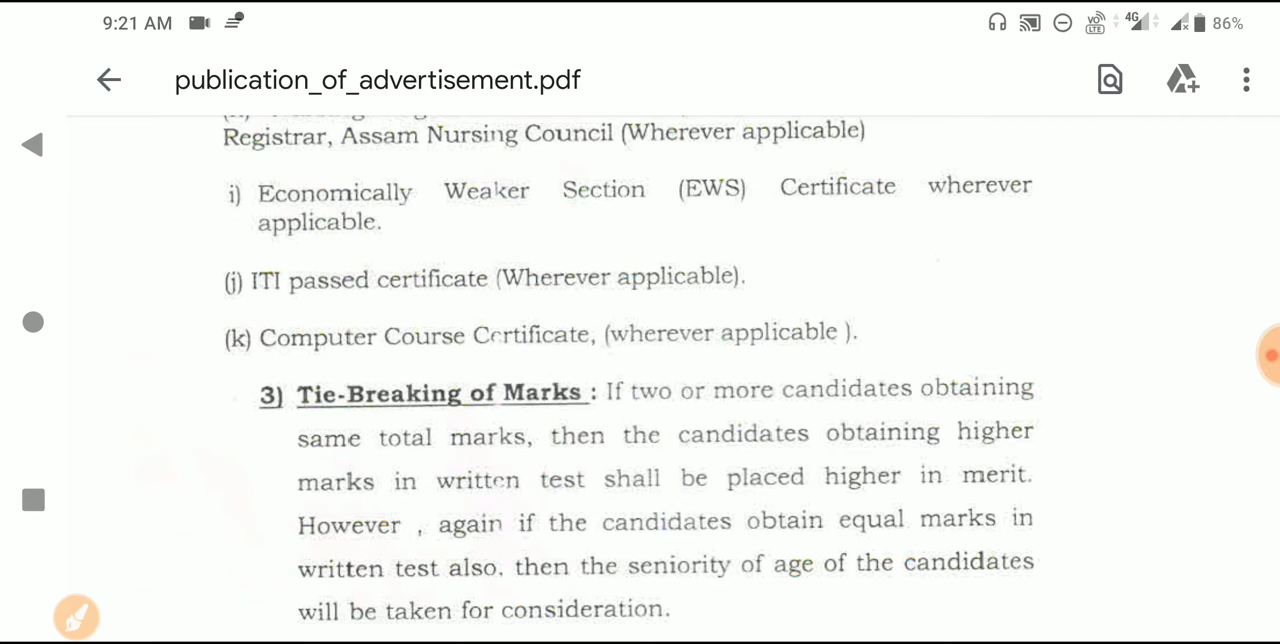 9:21 AM
VO LTE 4G 86%
publication_of_advertisement.pdf
Registrar, Assam Nursing Council (Wherever applicable)
i) Economically Weaker Section (EWS) Certificate wherever
applicable.
(j) ITI passed certificate (Wherever applicable).
(k) Computer Course Certificate, (wherever applicable ).
3) Tie-Breaking of Marks : If two or more candidates obtaining
same total marks, then the candidates obtaining higher
marks in written test shall be placed higher in merit.
However , again if the candidates obtain equal marks in
written test also, then the seniority of age of the candidates
will be taken for consideration.